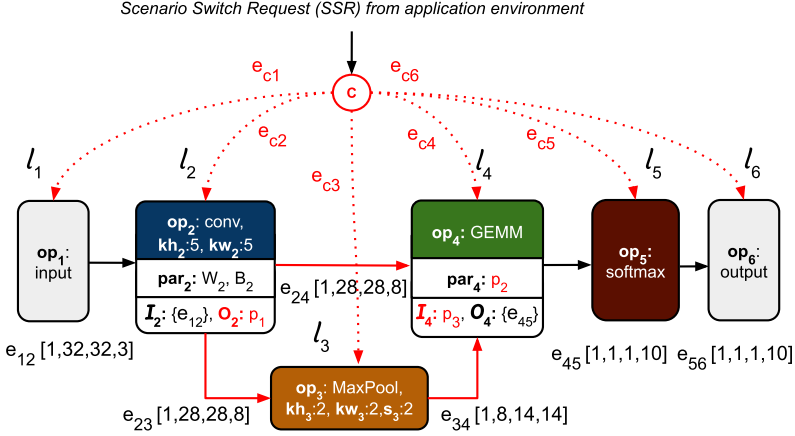 Scenario Switch Request (SSR) from application environment
e_c1
e_c6
c
e_c2
e_c4
e_c5
e_c3
l_1
l_2
l_4
l_5
l_6
op_1:
input
op_2: conv,
kh_2:5, kw_2:5
par_2: W_2, B_2
I_2: {e_12}, O_2: p_1
op_4: GEMM
par_4: p_2
I_4: p_3, O_4: {e_45}
op_5:
softmax
op_6:
output
e_24 [1,28,28,8]
l_3
e_12 [1,32,32,3]
e_45 [1,1,1,10]
e_56 [1,1,1,10]
op_3: MaxPool,
kh_3:2, kw_3:2,s_3:2
e_23 [1,28,28,8]
e_34 [1,8,14,14]